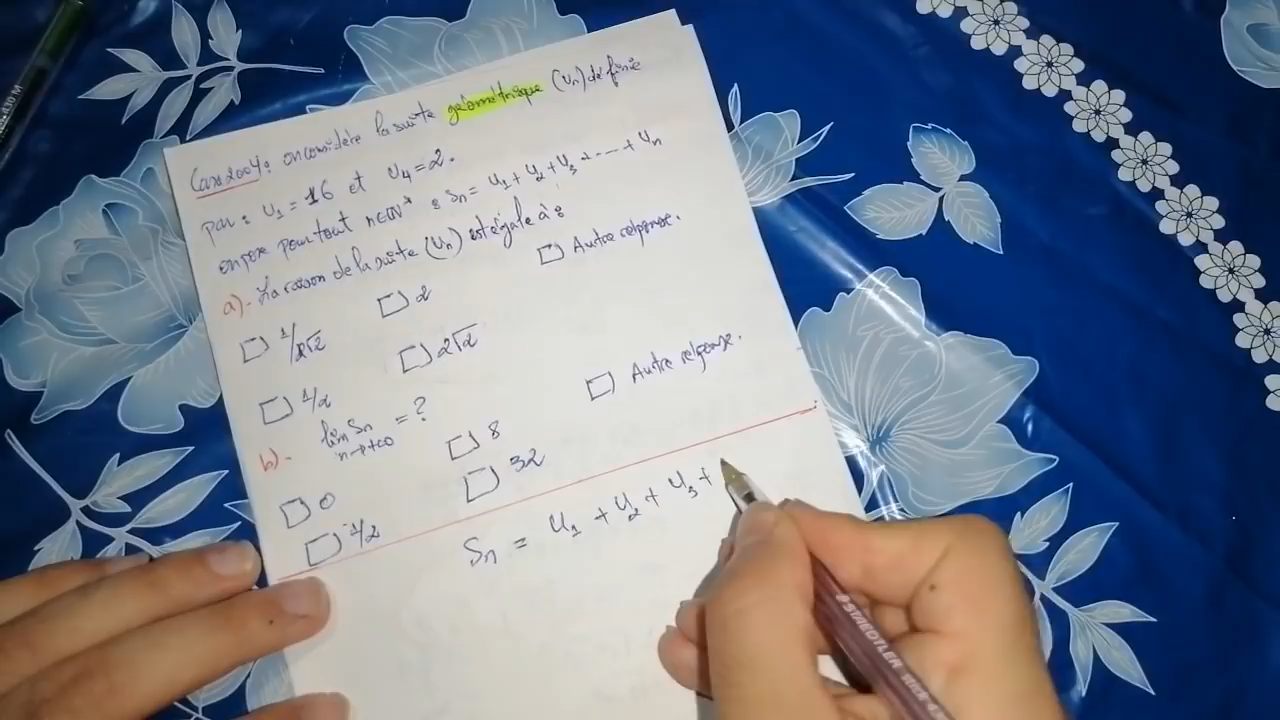 Casa 2004: on considère la suite géométrique (Un) définie
par: U1 = 16 et U4 = 2.
on pose pour tout n∈ℕ* : Sn = U1 + U2 + U3 + ---- + Un
a)- La raison de la suite (Un) est égale à:
□ 1/2√2 □ 2 □ Autre réponse.
□ 1/2 □ 2√2
b)- lim Sn = ?
n→+∞
□ 0 □ 8 □ Autre réponse.
□ 1/2 □ 32
Sn = U1 + U2 + U3 +
STAEDTLER
430 M